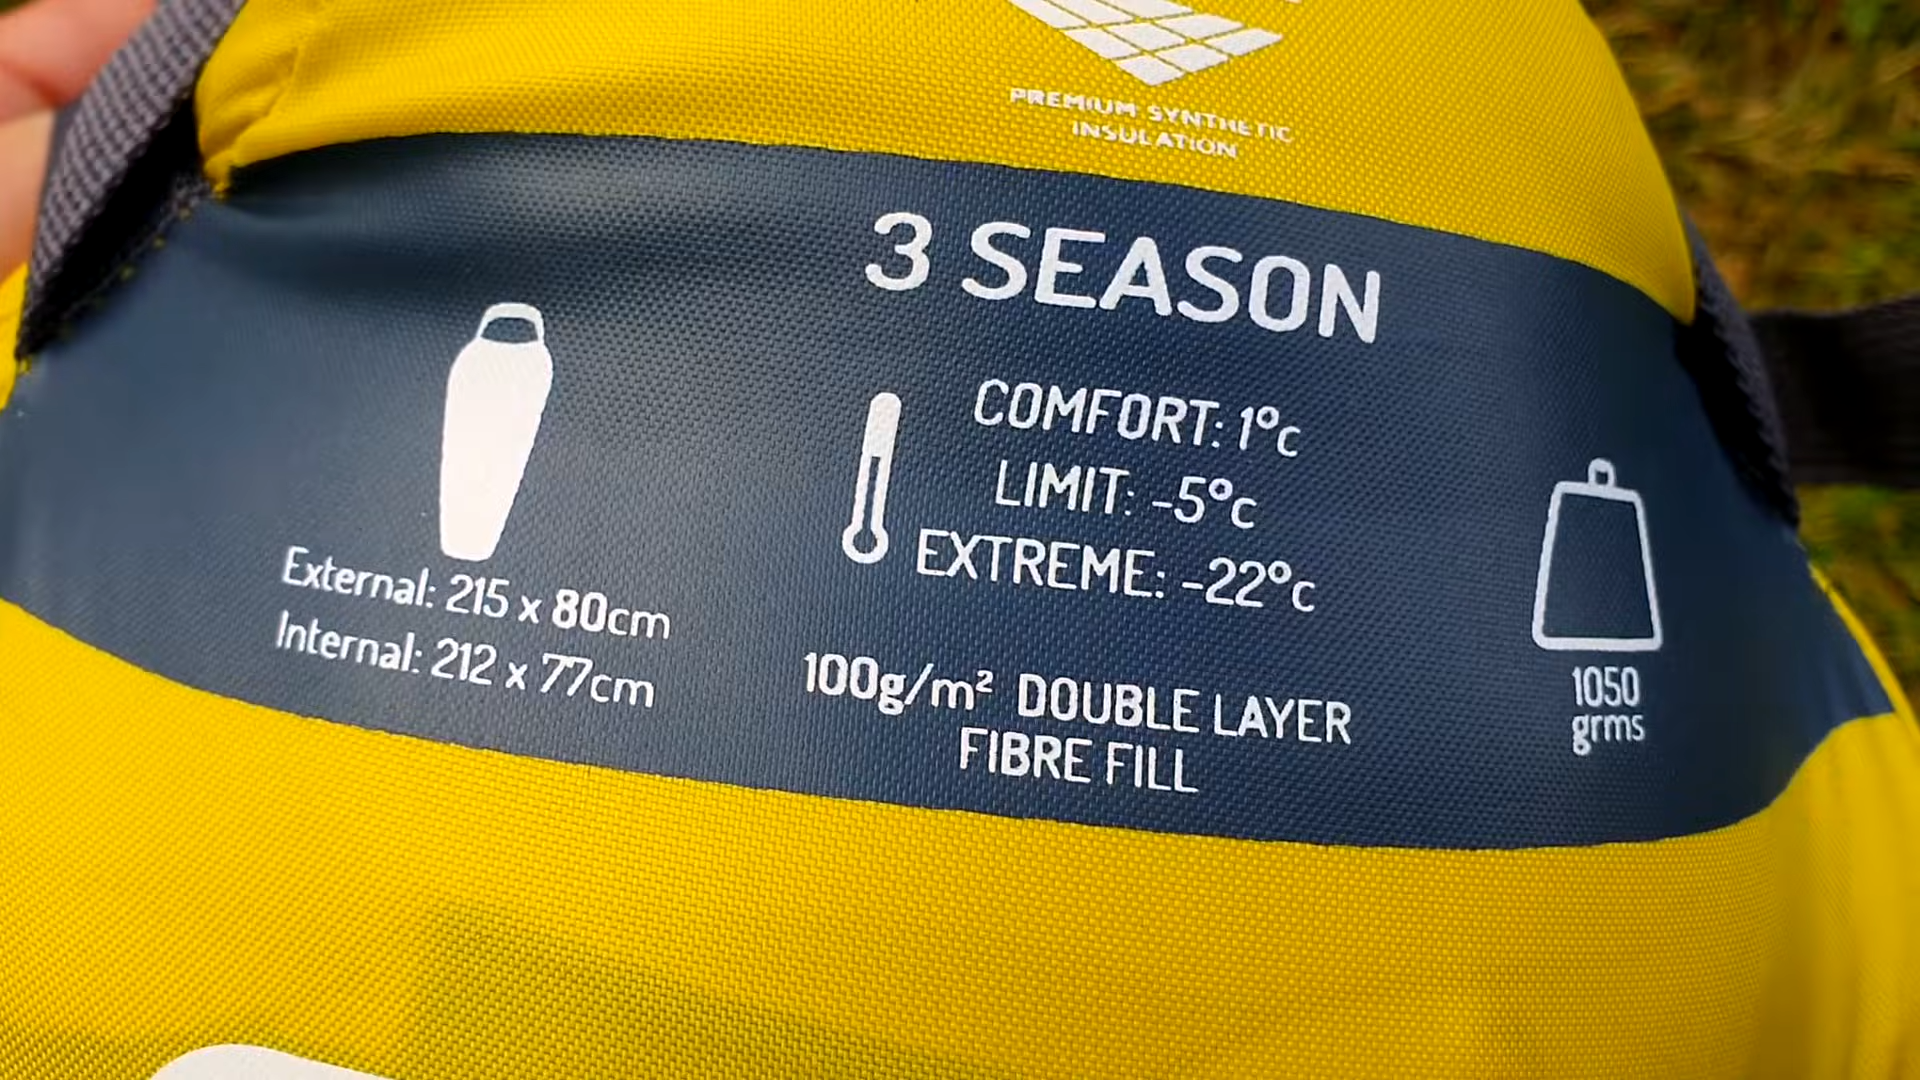 PREMIUM SYNTHETIC
INSULATION
3 SEASON
COMFORT: 1°c
LIMIT: -5°c
EXTREME: -22°c
External: 215 x 80cm
Internal: 212 x 77cm
100g/m² DOUBLE LAYER
FIBRE FILL
1050
grms